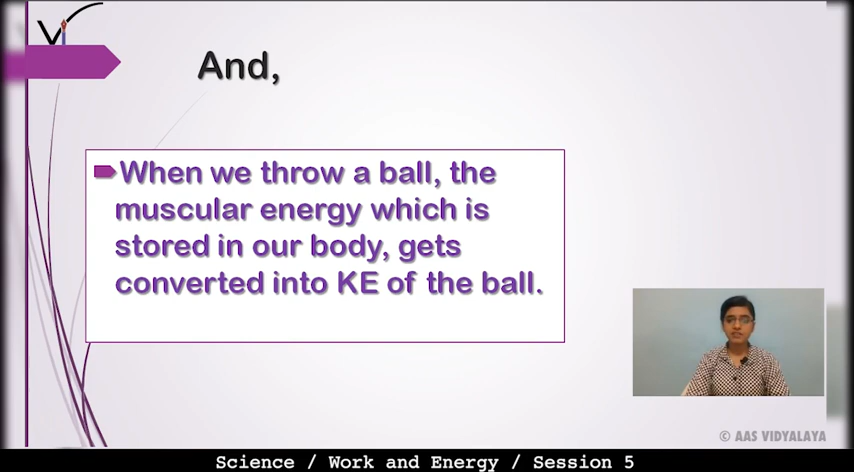 And,
When we throw a ball, the
muscular energy which is
stored in our body, gets
converted into KE of the ball.
© AAS VIDYALAYA
Science / Work and Energy / Session 5